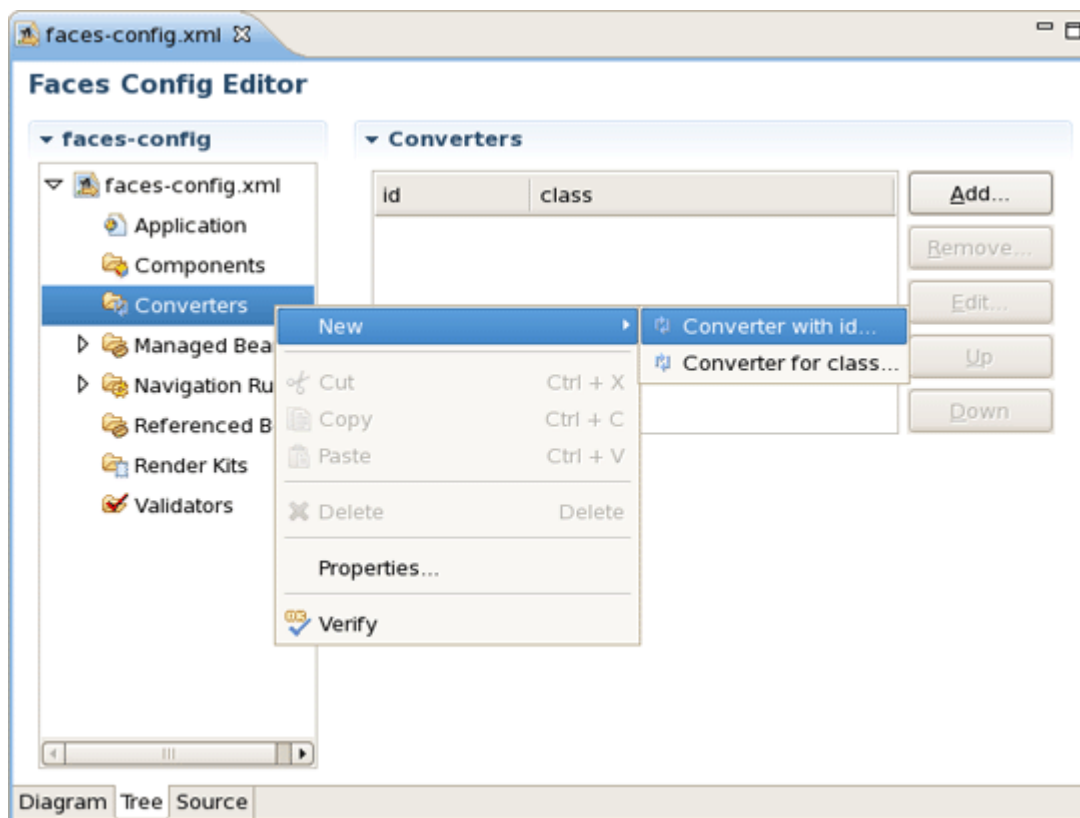 faces-config.xml
Faces Config Editor
faces-config
Converters
faces-config.xml
Application
Components
Converters
Managed Bea
Navigation Ru
Referenced B
Render Kits
Validators
id class
Add...
Remove...
Edit...
Up
Down
New
Cut Ctrl + X
Copy Ctrl + C
Paste Ctrl + V
Delete Delete
Properties...
Verify
Converter with id...
Converter for class...
Diagram Tree Source